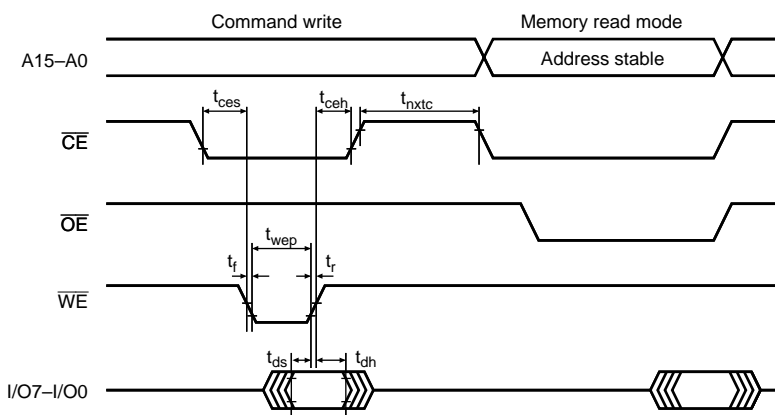 Command write
Memory read mode
A15–A0
Address stable
tces
tceh
tnxtc
CE
OE
twep
tf
tr
WE
tds
tdh
I/O7–I/O0